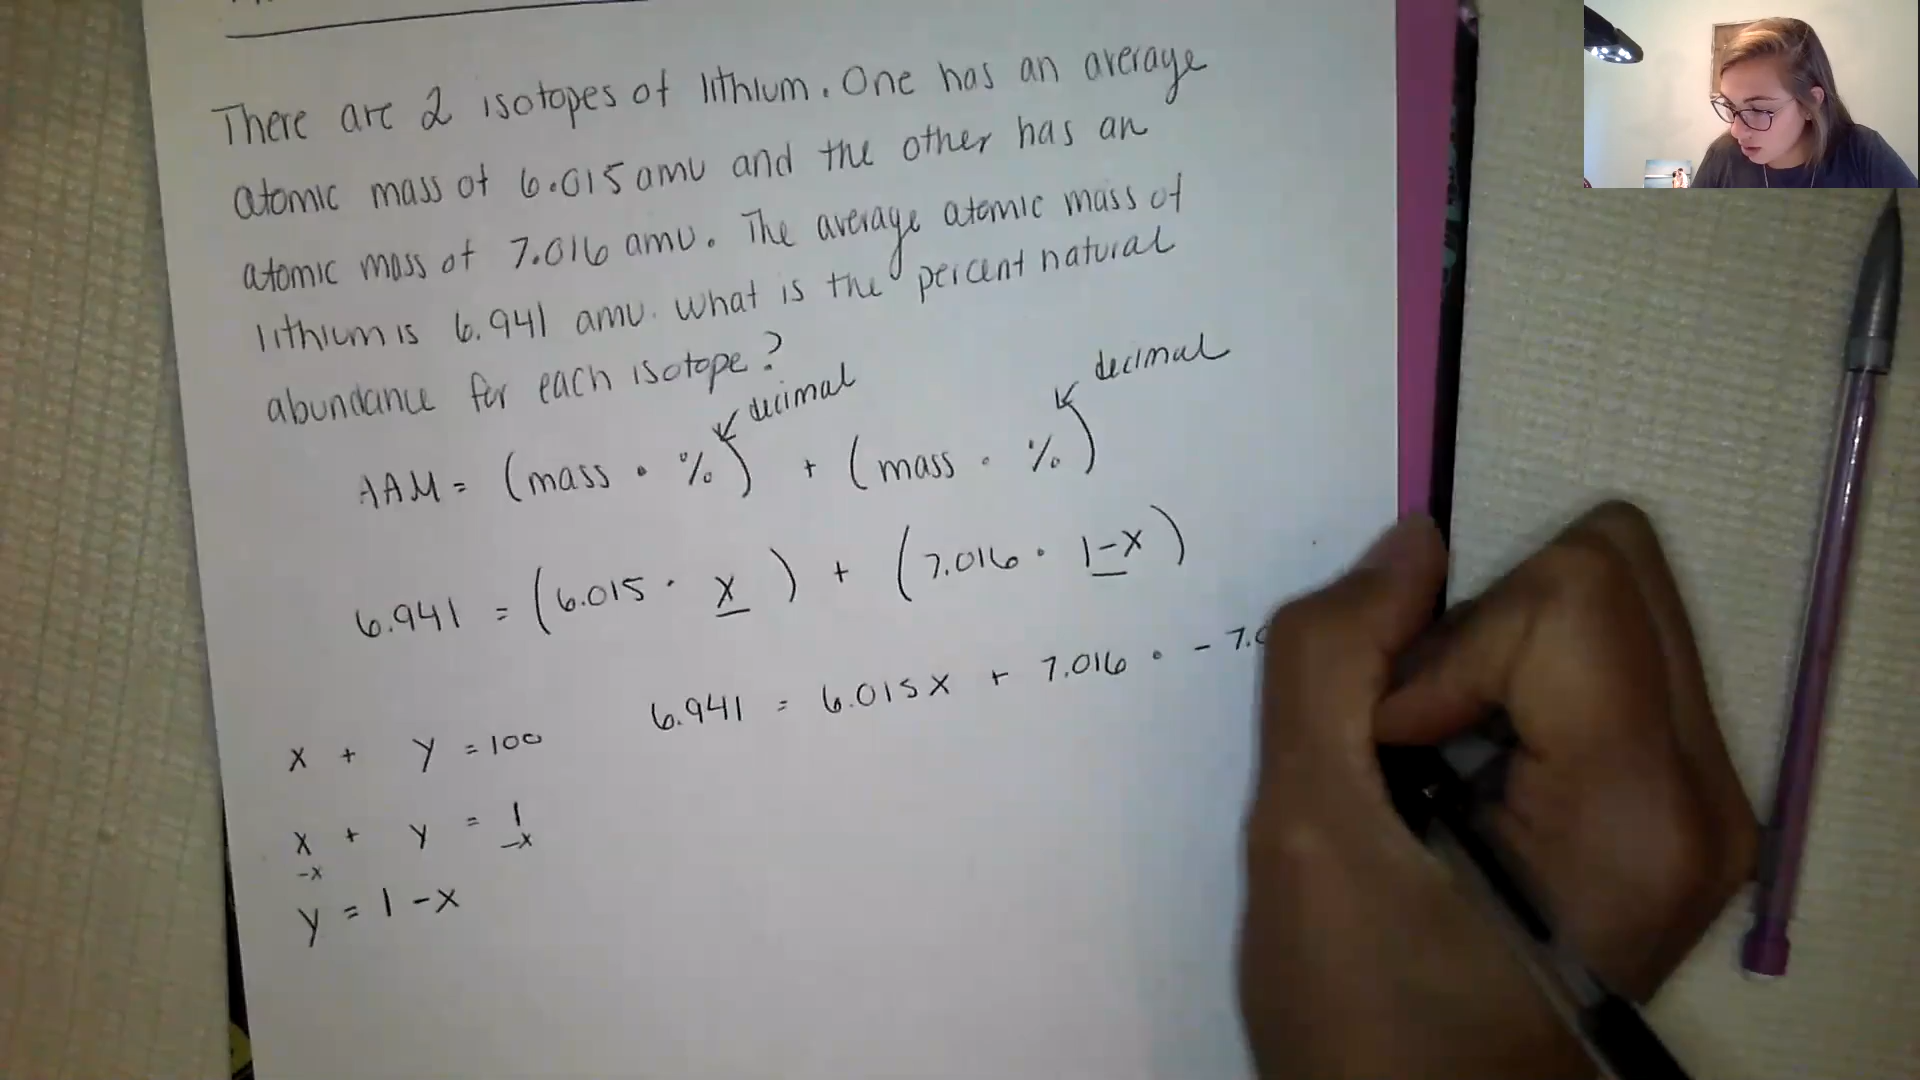 There are 2 isotopes of lithium. One has an average
atomic mass of 6.015 amu and the other has an
atomic mass of 7.016 amu. The average atomic mass of
lithium is 6.941 amu. What is the percent natural
abundance for each isotope?
decimal
decimal
AAM = (mass · %) + (mass · %)
6.941 = (6.015 · x) + (7.016 · 1-x)
6.941 = 6.015x + 7.016 · - 7.0
x + y = 100
x + y = 1
-x -x
y = 1 - x